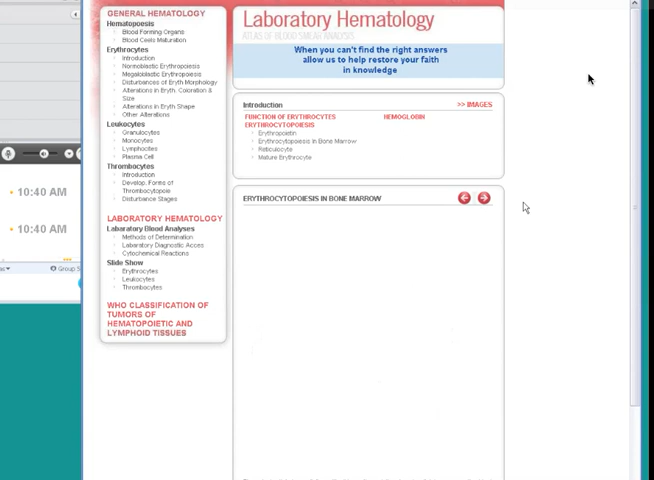 GENERAL HEMATOLOGY
Hematopoesis
Blood Forming Organs
Blood Ceels Maturation
Erythrocytes
Introduction
Normoblastic Erythropoiesis
Megaloblastic Erythropoesis
Disturbances of Eryth Morphology
Alterations in Eryth. Coloration &
Size
Alterations in Eryth Shape
Other Alterations
Leukocytes
Granulocytes
Monocytes
Lymphocites
Plasma Cell
Thrombocytes
Introduction
Develop. Forms of
Thrombocytopoie
Disturbance Stages
LABORATORY HEMATOLOGY
Laboratory Blood Analyses
Methods of Determination
Laboratory Diagnostic Acces
Cytochemical Reactions
Slide Show
Erythrocytes
Leukocytes
Thrombocytes
WHO CLASSIFICATION OF
TUMORS OF
HEMATOPOIETIC AND
LYMPHOID TISSUES
Laboratory Hematology
ATLAS OF BLOOD SMEAR ANALYSIS
When you can't find the right answers
allow us to help restore your faith
in knowledge
Introduction
>> IMAGES
FUNCTION OF ERYTHROCYTES
HEMOGLOBIN
ERYTHROCYTOPOIESIS
Erythropoietin
Erythrocytopoiesis in Bone Marrow
Reticulocyte
Mature Erythrocyte
ERYTHROCYTOPOIESIS IN BONE MARROW
10:40 AM
10:40 AM
as
Group S